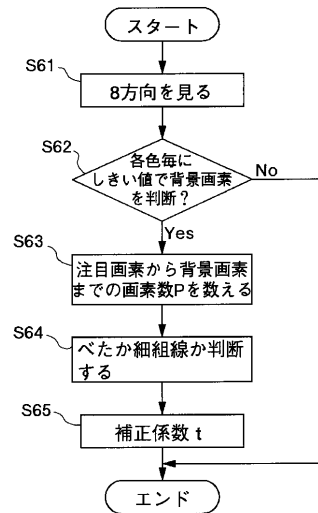 スタート
S61
8方向を見る
S62
各色毎に
しきい値で背景画素
を判断？
No
Yes
S63
注目画素から背景画素
までの画素数Pを数える
S64
べたか細組線か判断
する
S65
補正係数 t
エンド